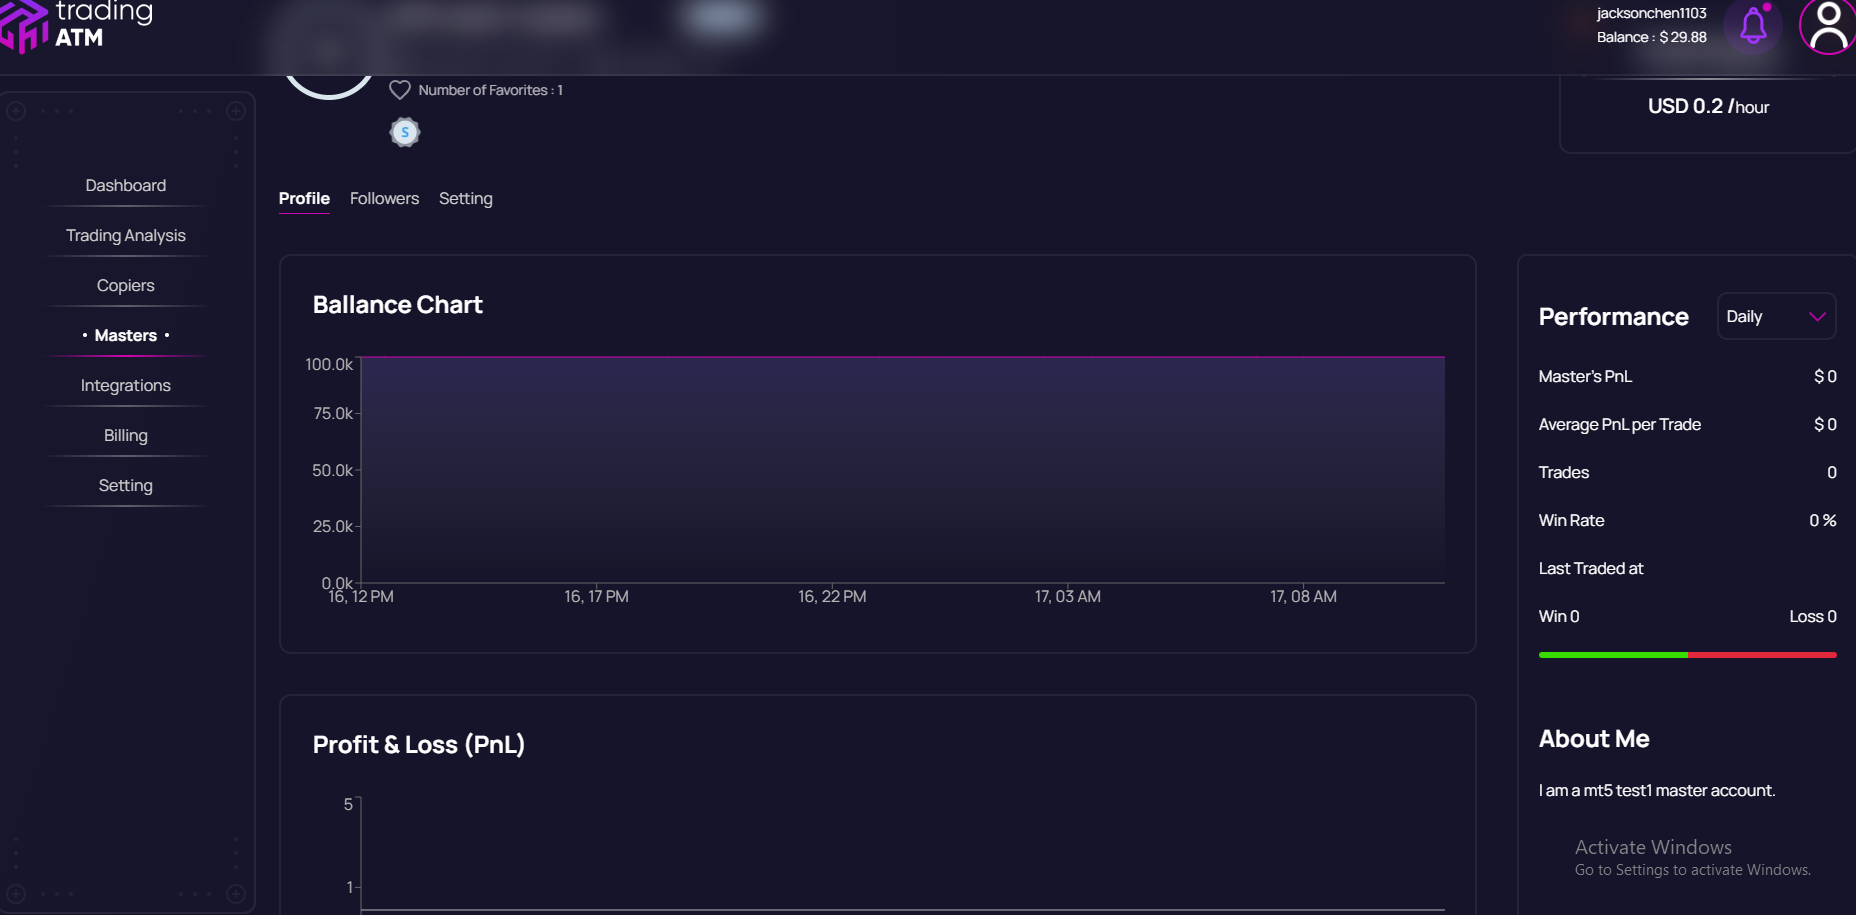 trading
ATM
jacksonchen1103
Balance : $ 29.88
Number of Favorites : 1
S
USD 0.2 /hour
Dashboard
Trading Analysis
Copiers
• Masters •
Integrations
Billing
Setting
Profile
Followers
Setting
Ballance Chart
100.0k
75.0k
50.0k
25.0k
0.0k
16, 12 PM
16, 17 PM
16, 22 PM
17, 03 AM
17, 08 AM
Profit & Loss (PnL)
5
1
Performance
Daily
Master's PnL $ 0
Average PnL per Trade $ 0
Trades 0
Win Rate 0 %
Last Traded at
Win 0 Loss 0
About Me
I am a mt5 test1 master account.
Activate Windows
Go to Settings to activate Windows.